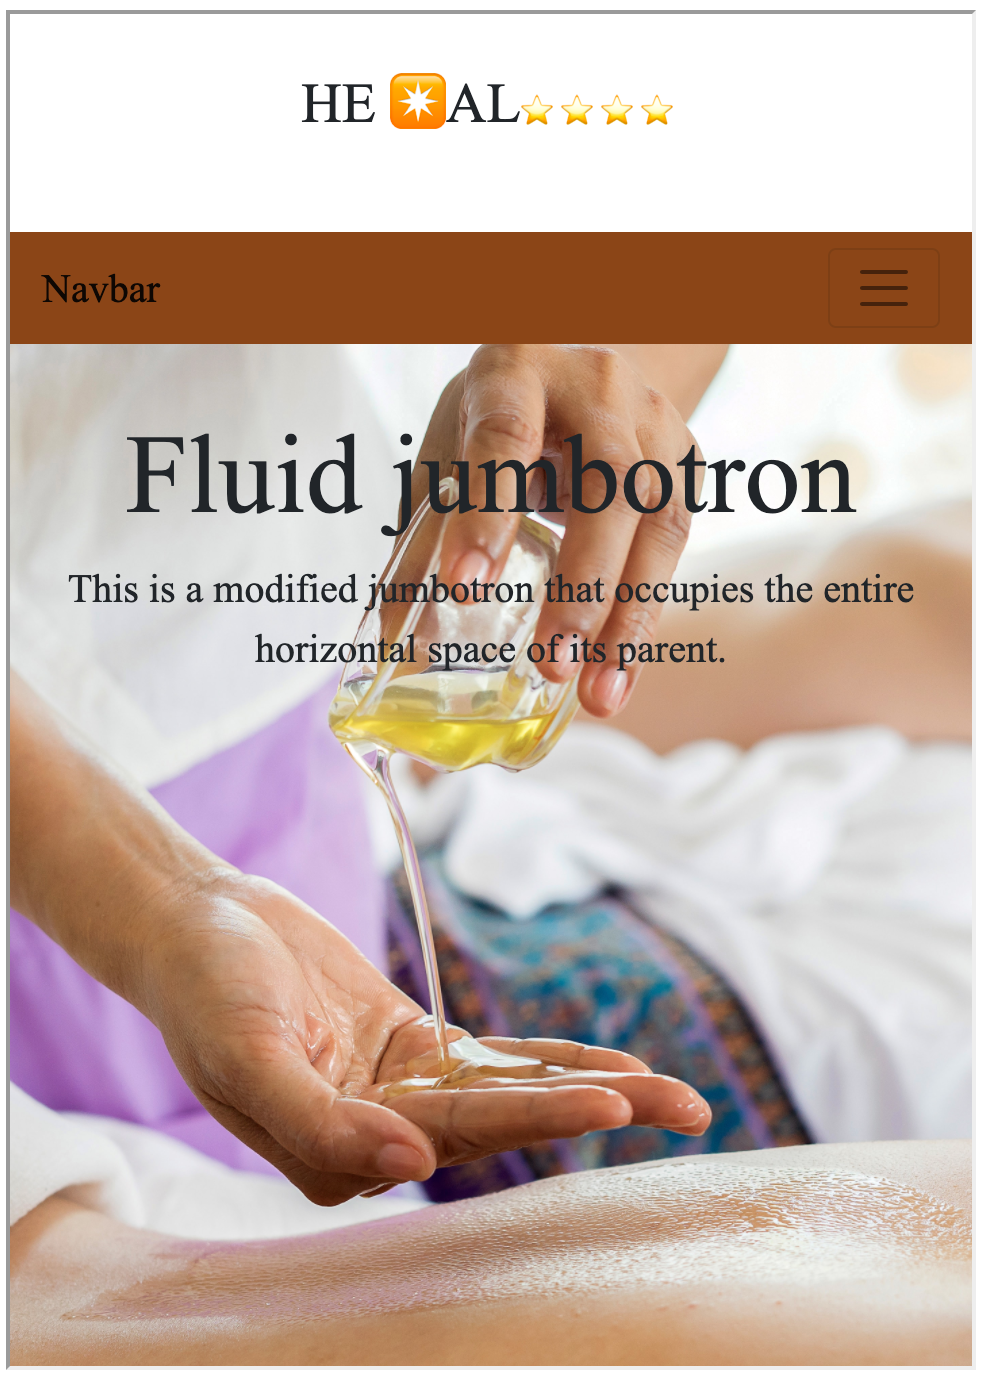 HE ✴️AL⭐⭐⭐⭐
Navbar
Fluid jumbotron
This is a modified jumbotron that occupies the entire
horizontal space of its parent.